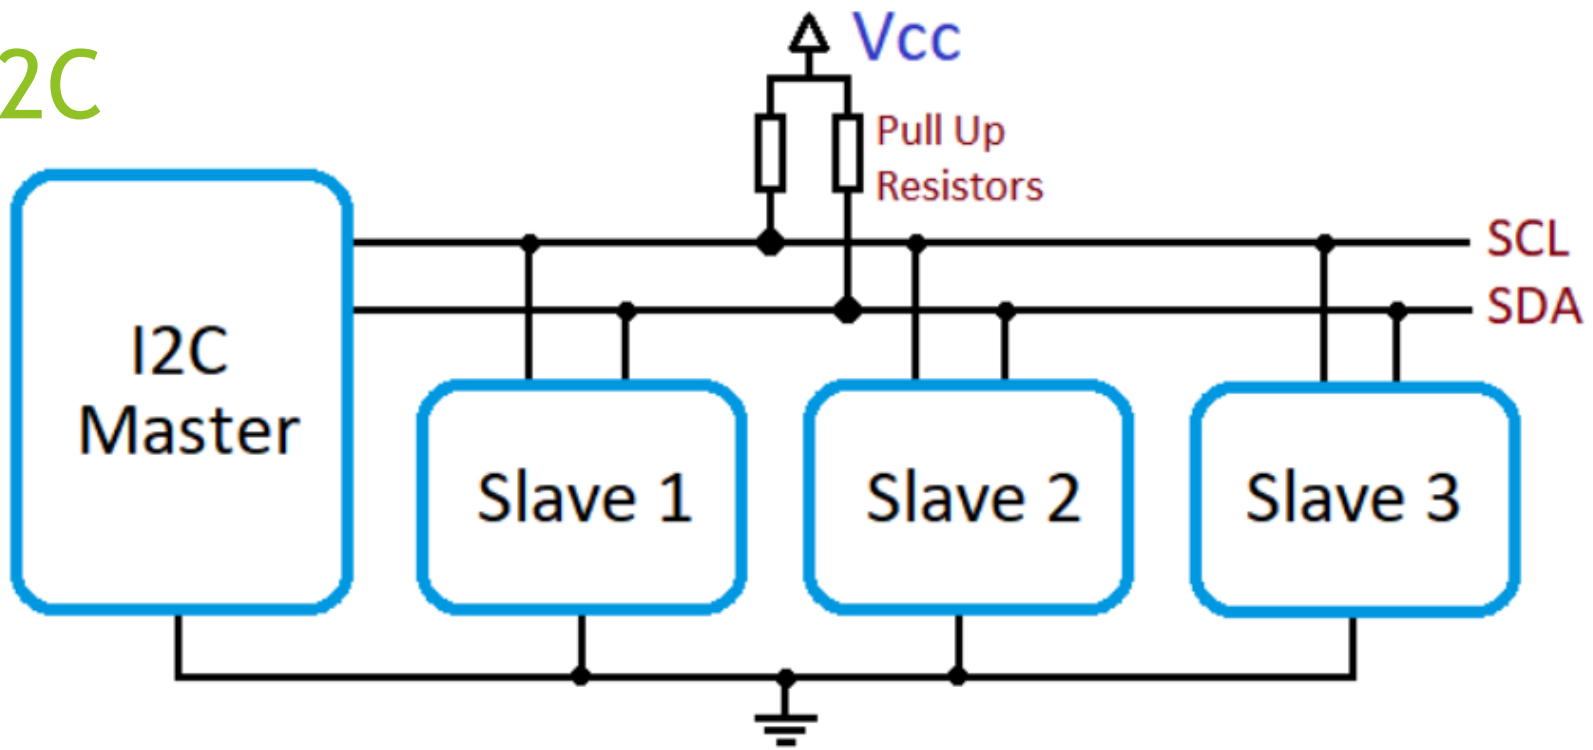 2C
Vcc
Pull Up
Resistors
SCL
SDA
I2C
Master
Slave 1
Slave 2
Slave 3